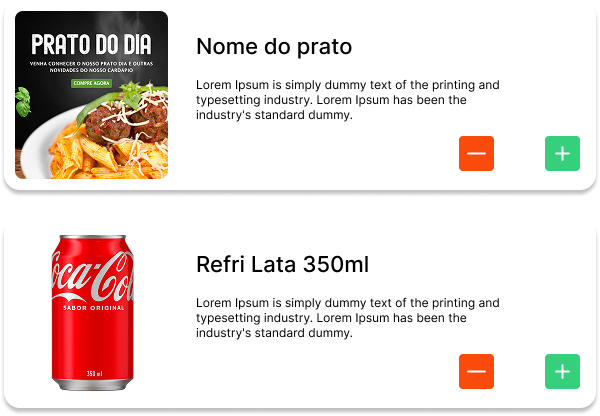 PRATO DO DIA
VENHA CONHECER O NOSSO PRATO DIA E OUTRAS
NOVIDADES DO NOSSO CARDÁPIO
COMPRE AGORA
Nome do prato
Lorem Ipsum is simply dummy text of the printing and
typesetting industry. Lorem Ipsum has been the
industry's standard dummy.
Coca-Cola
SABOR ORIGINAL
350 ml
Refri Lata 350ml
Lorem Ipsum is simply dummy text of the printing and
typesetting industry. Lorem Ipsum has been the
industry's standard dummy.